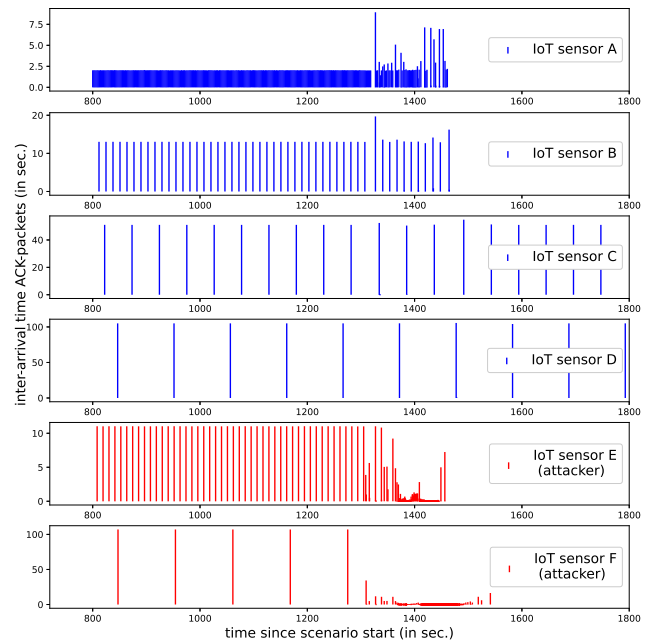 7.5
5.0
2.5
0.0
IoT sensor A
800 1000 1200 1400 1600 1800
20
10
0
IoT sensor B
800 1000 1200 1400 1600 1800
40
20
0
IoT sensor C
800 1000 1200 1400 1600 1800
100
50
0
IoT sensor D
800 1000 1200 1400 1600 1800
10
5
0
IoT sensor E
(attacker)
800 1000 1200 1400 1600 1800
100
50
0
IoT sensor F
(attacker)
800 1000 1200 1400 1600 1800
inter-arrival time ACK-packets (in sec.)
time since scenario start (in sec.)